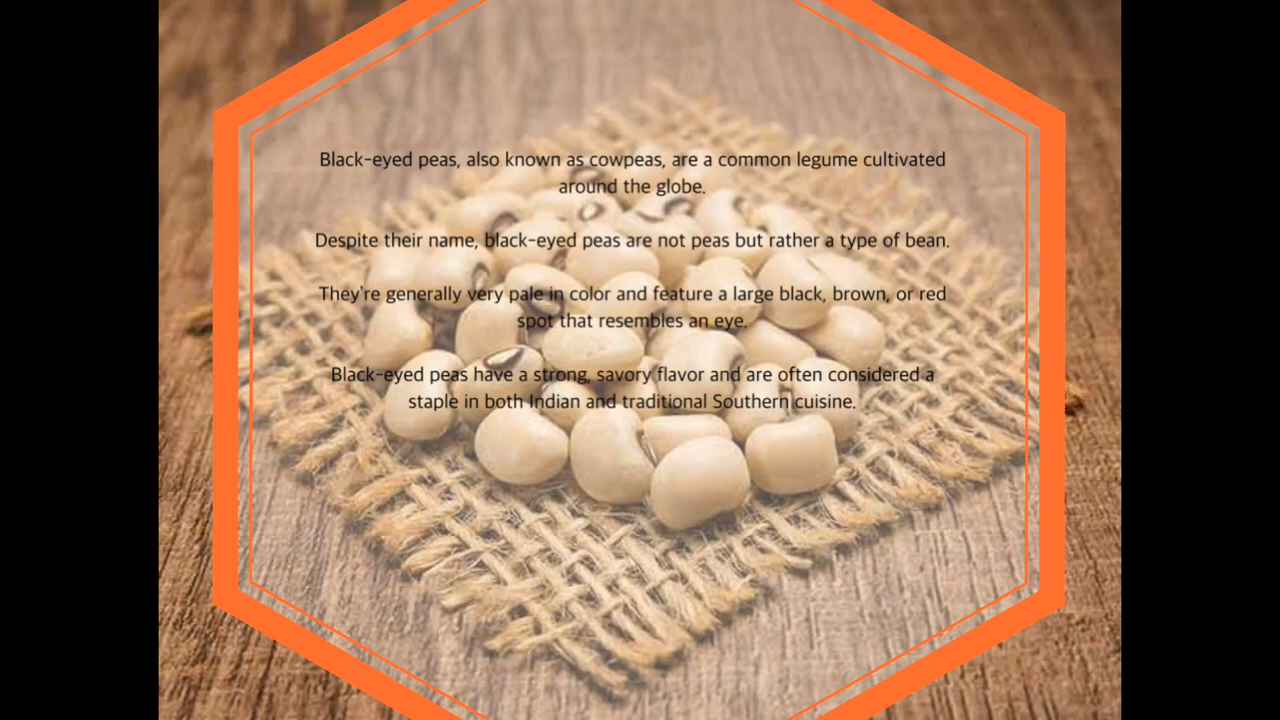 Black-eyed peas, also known as cowpeas, are a common legume cultivated
around the globe.
Despite their name, black-eyed peas are not peas but rather a type of bean.
They're generally very pale in color and feature a large black, brown, or red
spot that resembles an eye.
Black-eyed peas have a strong, savory flavor and are often considered a
staple in both Indian and traditional Southern cuisine.